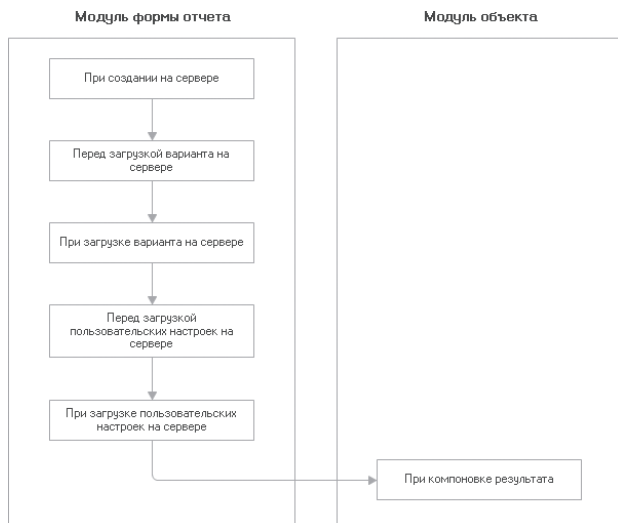 Модуль формы отчета
Модуль объекта
При создании на сервере
Перед загрузкой варианта на
сервере
При загрузке варианта на сервере
Перед загрузкой
пользовательских настроек на
сервере
При загрузке пользовательских
настроек на сервере
При компоновке результата